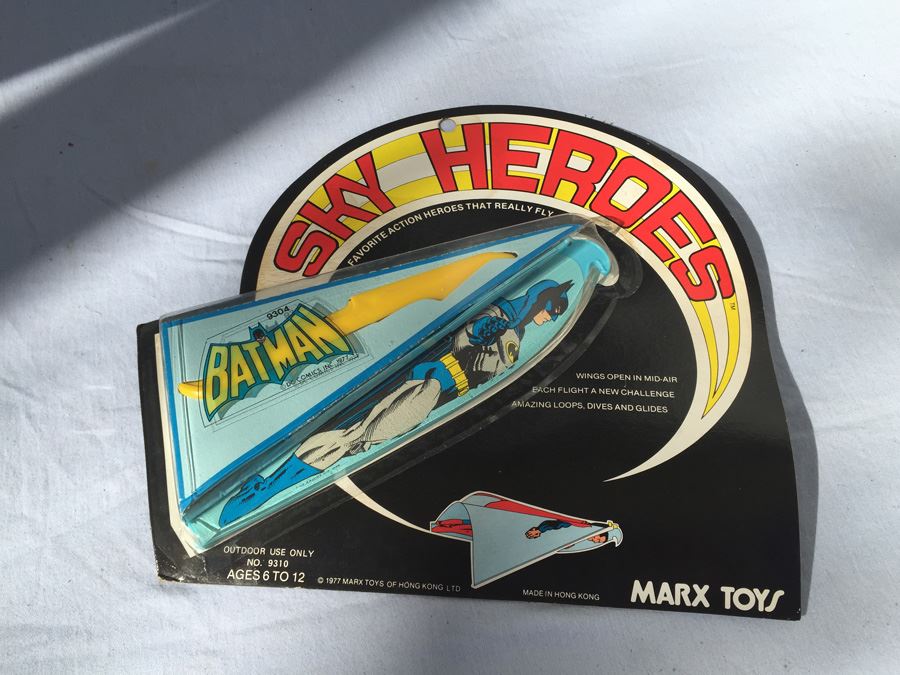 SKY HEROES
TM
FAVORITE ACTION HEROES THAT REALLY FLY
9304
BATMAN
DC COMICS INC. 1977
WINGS OPEN IN MID-AIR
EACH FLIGHT A NEW CHALLENGE
AMAZING LOOPS, DIVES AND GLIDES
OUTDOOR USE ONLY
NO. 9310
AGES 6 TO 12
© 1977 MARX TOYS OF HONG KONG LTD
MADE IN HONG KONG
MARX TOYS